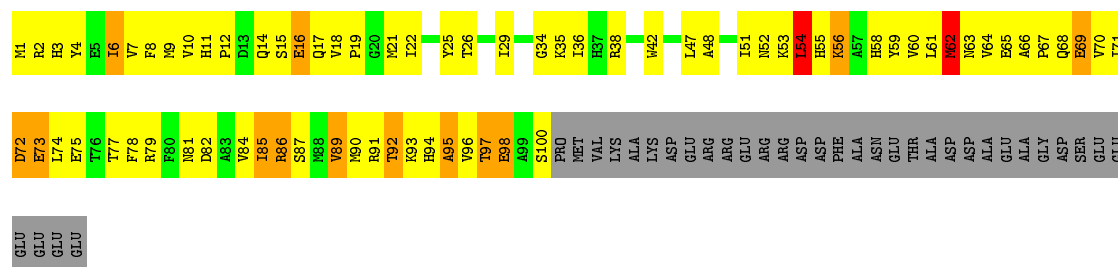 M1 R2 H3 Y4 E5 I6 V7 F8 M9 V10 H11 P12 D13 Q14 S15 E16 Q17 V18 P19 G20 M21 I22 Y25 T26 I29 G34 K35 I36 H37 R38 W42 L47 A48 I51 N52 K53 L54 H55 K56 A57 H58 Y59 V60 L61 M62 N63 V64 E65 A66 P67 Q68 E69 V70 I71
D72 E73 L74 E75 T76 T77 F78 R79 F80 N81 D82 A83 V84 I85 R86 S87 M88 V89 M90 R91 T92 K93 H94 A95 V96 T97 E98 A99 S100 PRO MET VAL LYS ALA LYS ASP GLU ARG ARG GLU ARG ARG ASP ASP PHE ALA ASN GLU THR ALA ASP ASP ALA GLU ALA GLY ASP SER GLU GLU
GLU GLU GLU GLU